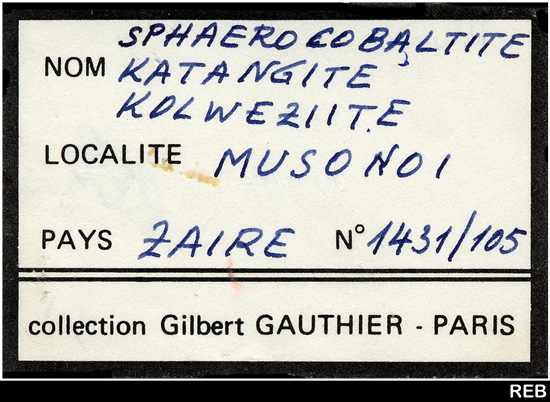 SPHAEROCOBALTITE
NOM KATANGITE
KOLWEZIITE
LOCALITE MUSONOI
PAYS ZAIRE N° 1431/105
collection Gilbert GAUTHIER - PARIS
REB